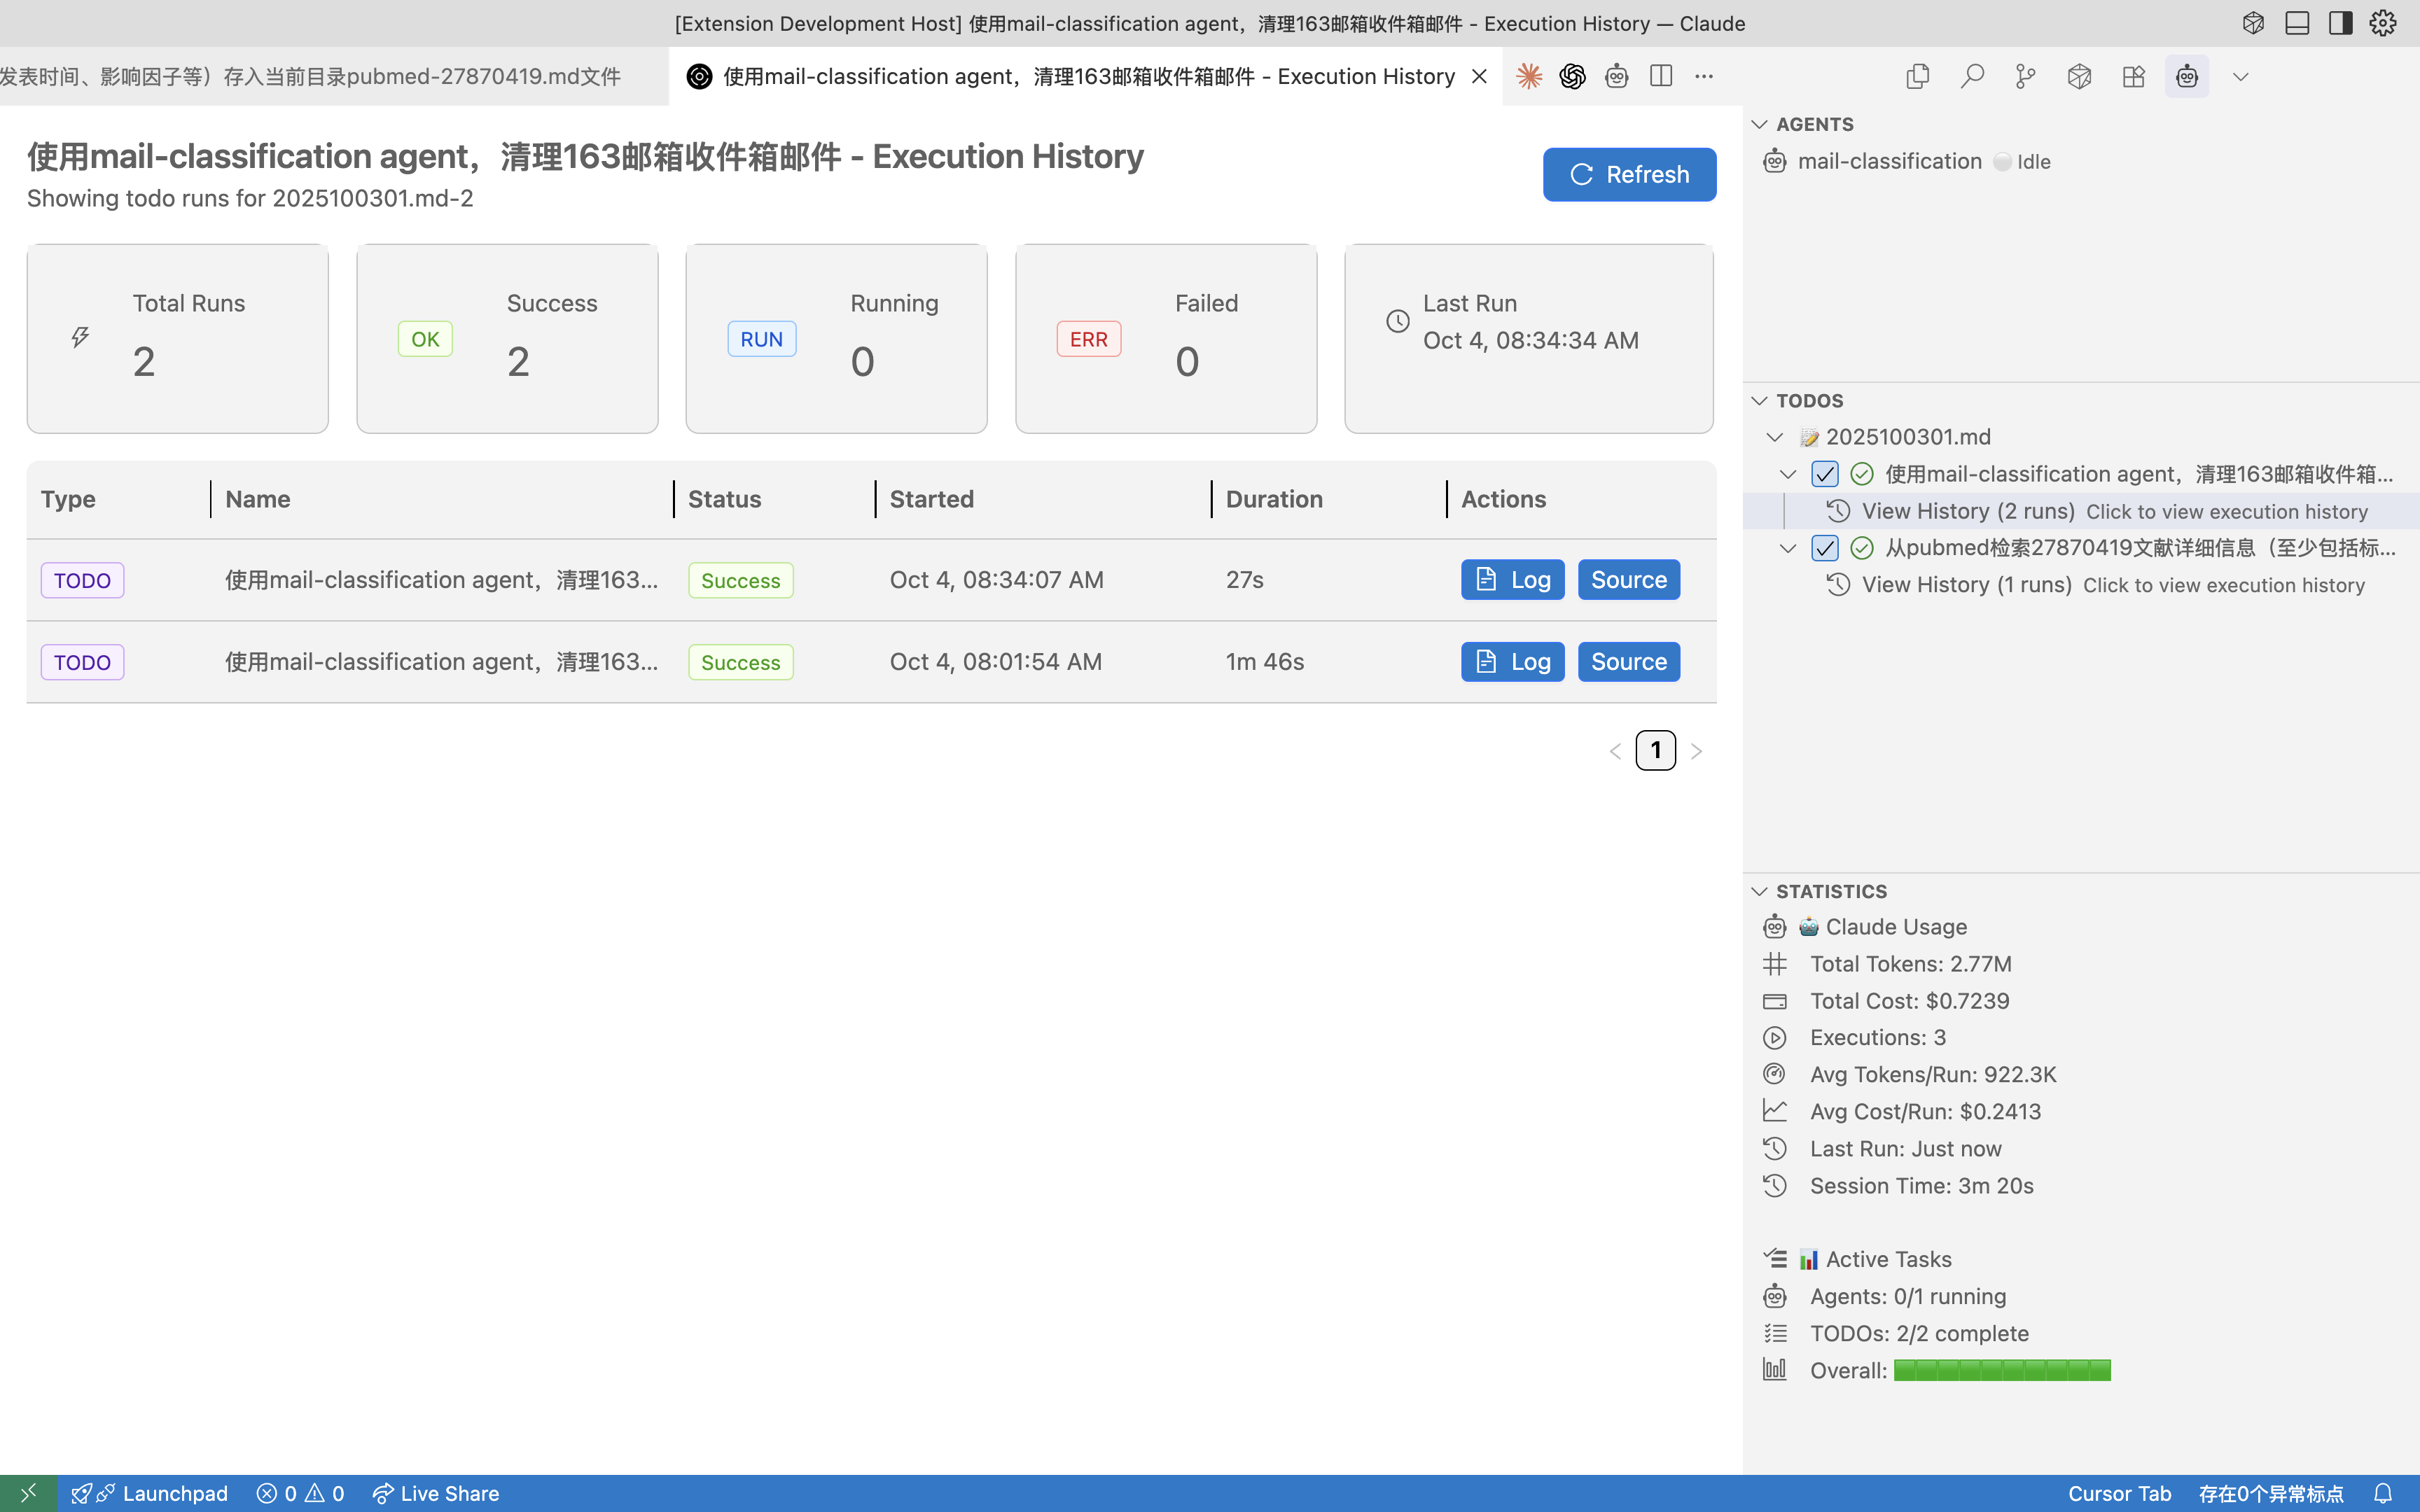 [Extension Development Host] 使用mail-classification agent，清理163邮箱收件箱邮件 - Execution History — Claude
发表时间、影响因子等）存入当前目录pubmed-27870419.md文件
使用mail-classification agent，清理163邮箱收件箱邮件 - Execution History
使用mail-classification agent，清理163邮箱收件箱邮件 - Execution History
Showing todo runs for 2025100301.md-2
Refresh
Total Runs
2
OK
Success
2
RUN
Running
0
ERR
Failed
0
Last Run
Oct 4, 08:34:34 AM
Type Name Status Started Duration Actions
TODO 使用mail-classification agent，清理163... Success Oct 4, 08:34:07 AM 27s Log Source
TODO 使用mail-classification agent，清理163... Success Oct 4, 08:01:54 AM 1m 46s Log Source
< 1 >
AGENTS
mail-classification Idle
TODOS
2025100301.md
使用mail-classification agent，清理163邮箱收件箱...
View History (2 runs) Click to view execution history
从pubmed检索27870419文献详细信息（至少包括标...
View History (1 runs) Click to view execution history
STATISTICS
Claude Usage
Total Tokens: 2.77M
Total Cost: $0.7239
Executions: 3
Avg Tokens/Run: 922.3K
Avg Cost/Run: $0.2413
Last Run: Just now
Session Time: 3m 20s
Active Tasks
Agents: 0/1 running
TODOs: 2/2 complete
Overall:
Launchpad 0 0 Live Share Cursor Tab 存在0个异常标点